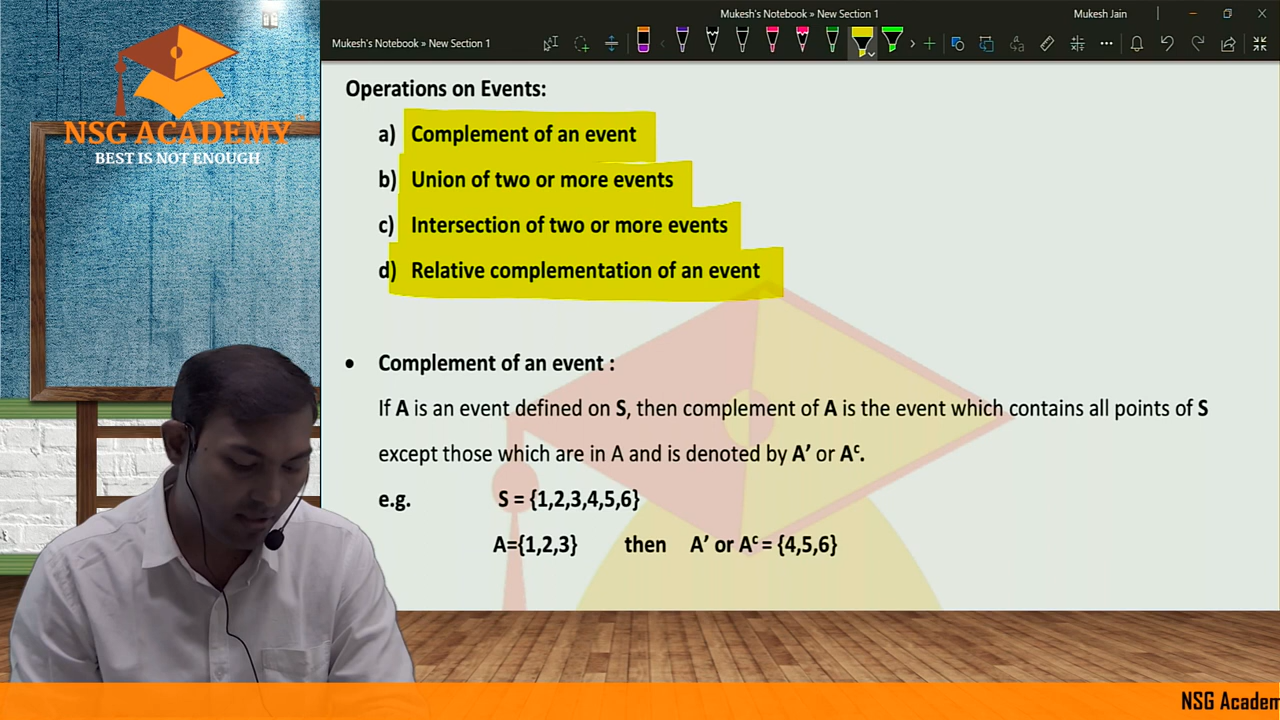 Mukesh's Notebook » New Section 1
Mukesh Jain
Mukesh's Notebook » New Section 1
NSG ACADEMY
BEST IS NOT ENOUGH
Operations on Events:
a) Complement of an event
b) Union of two or more events
c) Intersection of two or more events
d) Relative complementation of an event
• Complement of an event :
If A is an event defined on S, then complement of A is the event which contains all points of S
except those which are in A and is denoted by A′ or Aᶜ.
e.g. S = {1,2,3,4,5,6}
A={1,2,3} then A′ or Aᶜ = {4,5,6}
NSG Academ